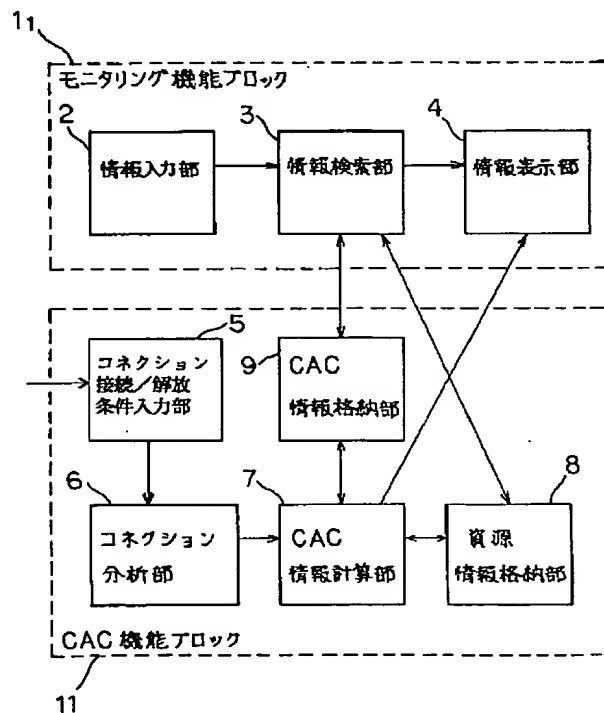 11
モニタリング機能ブロック
2
3
4
情報入力部
情報検索部
情報表示部
5
コネクション
接続/解放
条件入力部
9
CAC
情報格納部
6
7
8
コネクション
分析部
CAC
情報計算部
資源
情報格納部
CAC機能ブロック
11